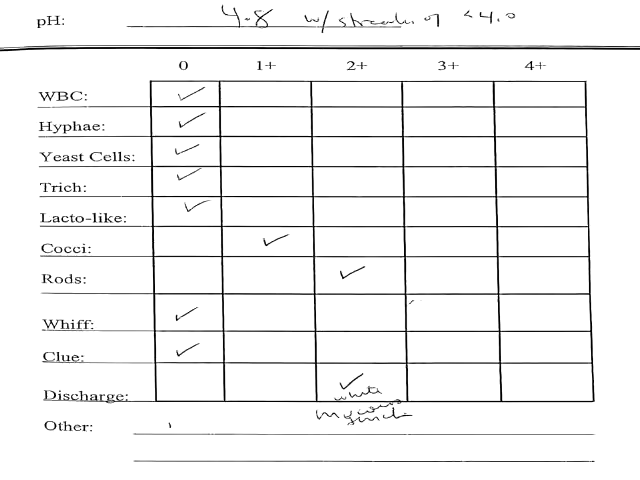 pH: 4.8 w/ streak. of <4.0
0 1+ 2+ 3+ 4+
WBC: ✓
Hyphae: ✓
Yeast Cells: ✓
Trich: ✓
Lacto-like: ✓
Cocci: ✓
Rods: ✓
Whiff: ✓
Clue: ✓
Discharge: ✓
white
Other: